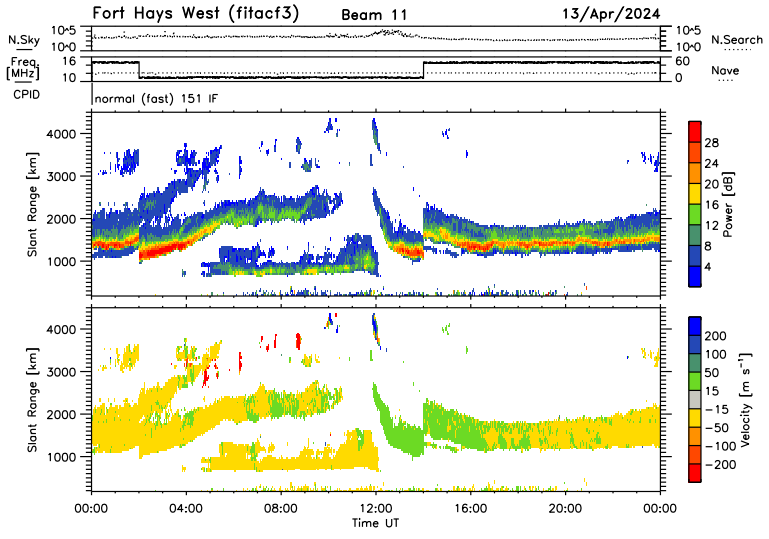 Fort Hays West (fitacf3) Beam 11 13/Apr/2024
N.Sky 10^5 10^0 10^5 10^0 N.Search
Freq. [MHz] 16 10 60 0 Nave
CPID normal (fast) 151 IF
Slant Range [km] 4000 3000 2000 1000
28 24 20 16 12 8 4 Power [dB]
Slant Range [km] 4000 3000 2000 1000
200 100 50 15 -15 -50 -100 -200 Velocity [m s⁻¹]
00:00 04:00 08:00 12:00 16:00 20:00 00:00
Time UT